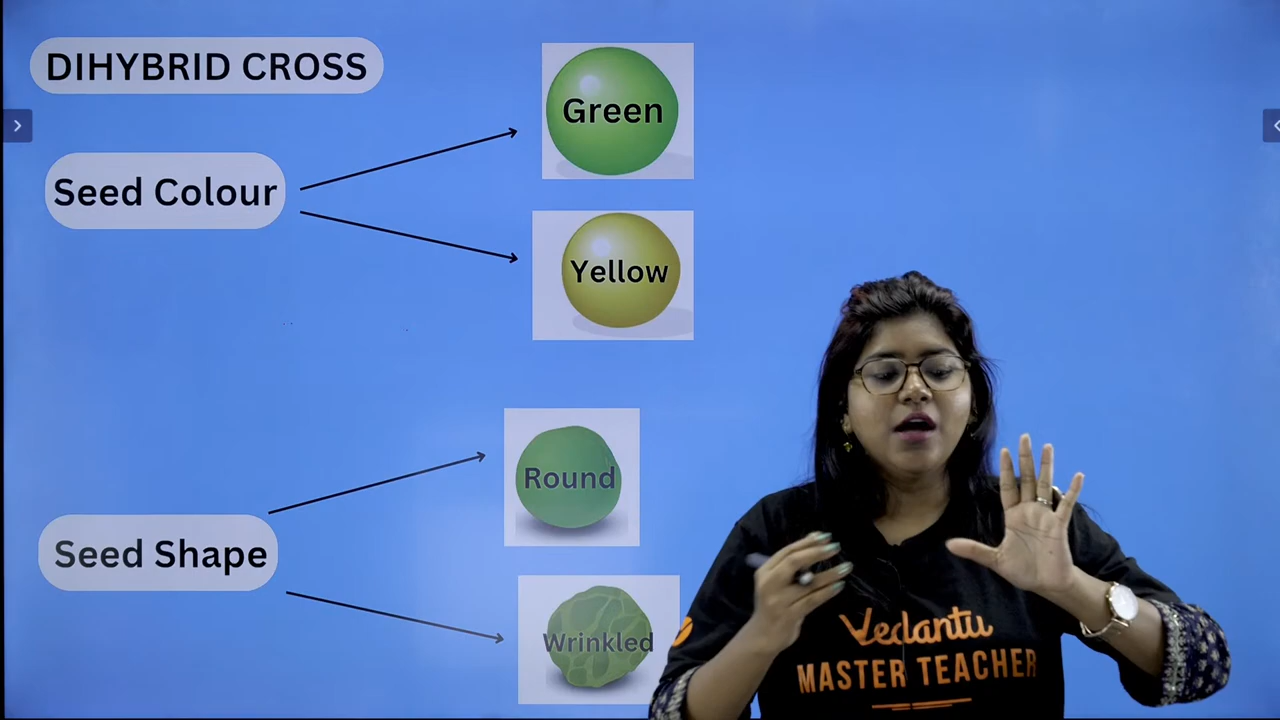 DIHYBRID CROSS
Green
Seed Colour
Yellow
Round
Seed Shape
Wrinkled
Vedantu
MASTER TEACHER